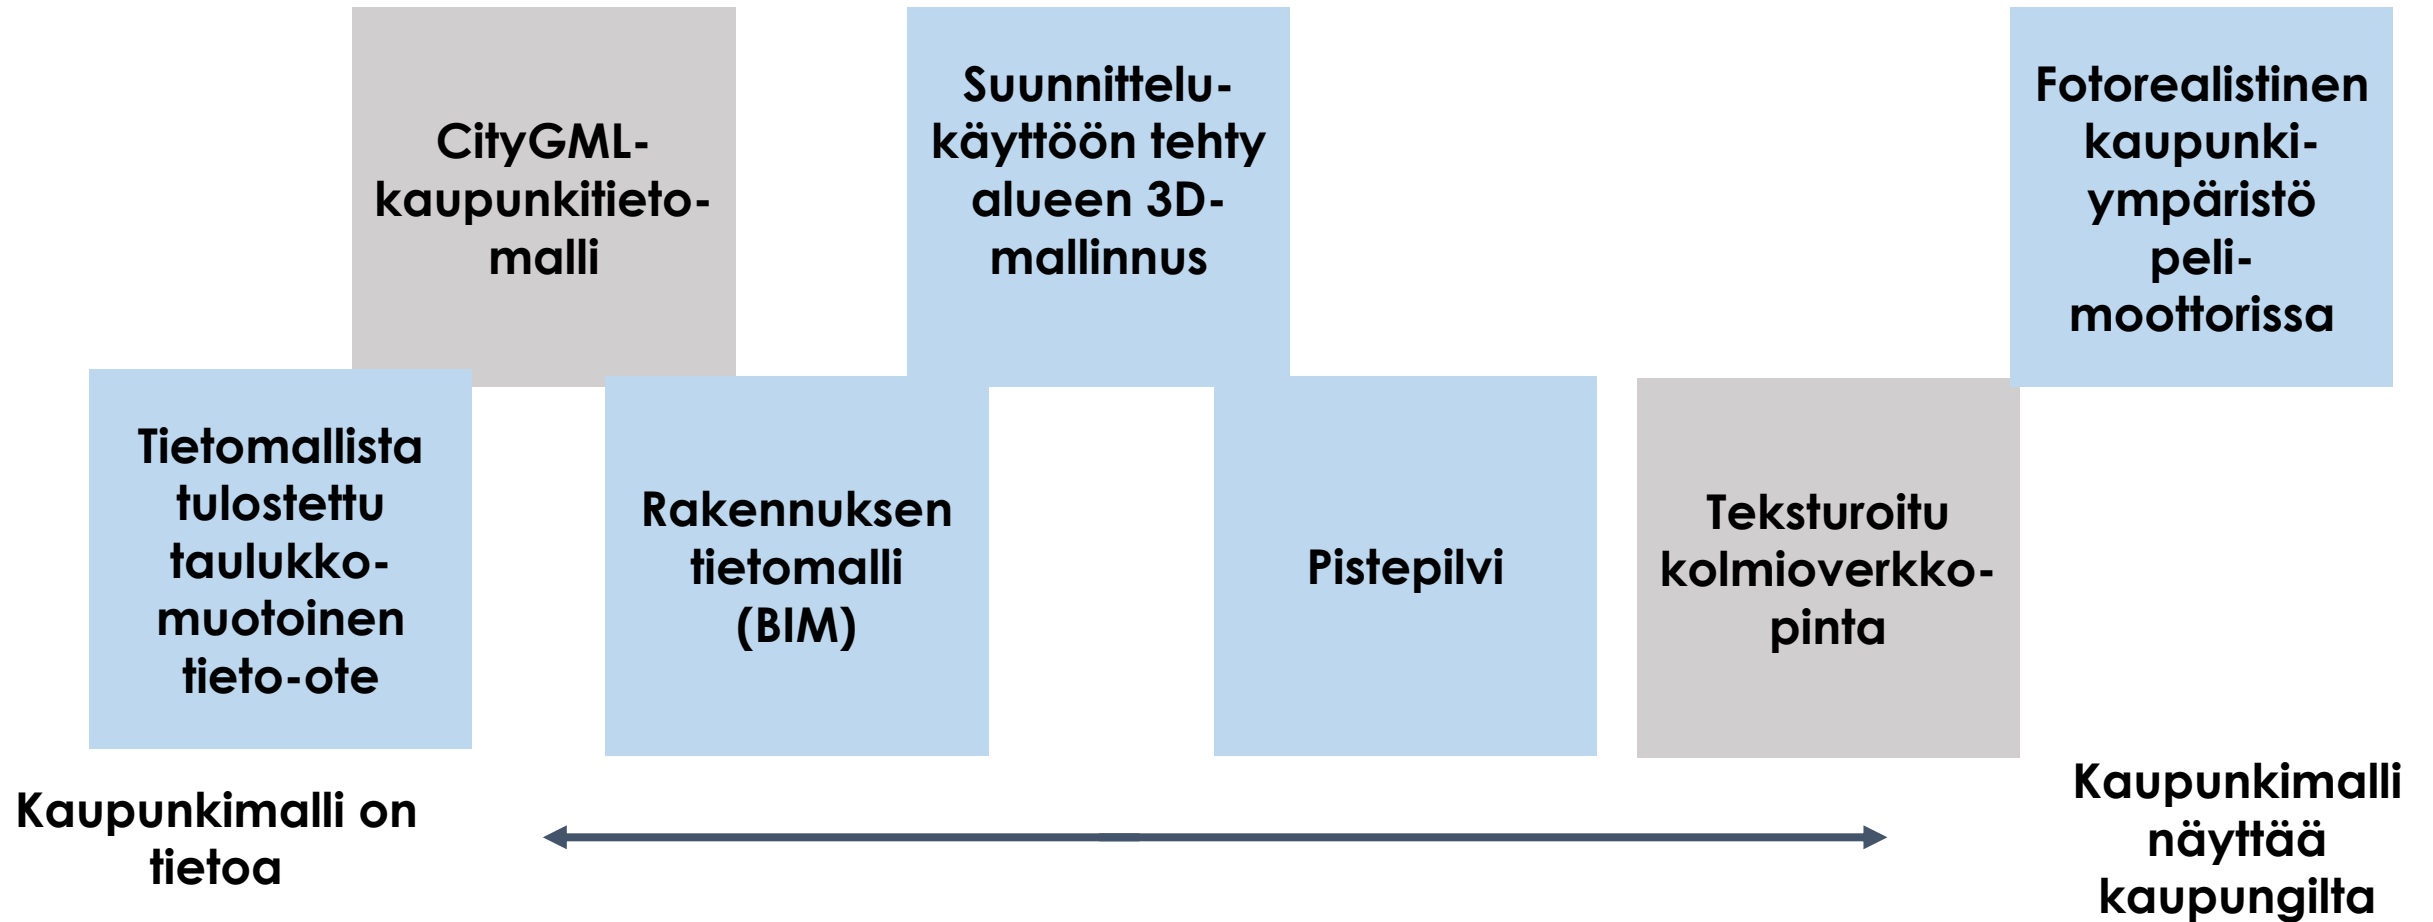 CityGML-
kaupunkitieto-
malli
Suunnittelu-
käyttöön tehty
alueen 3D-
mallinnus
Fotorealistinen
kaupunki-
ympäristö
peli-
moottorissa
Tietomallista
tulostettu
taulukko-
muotoinen
tieto-ote
Rakennuksen
tietomalli
(BIM)
Pistepilvi
Teksturoitu
kolmioverkko-
pinta
Kaupunkimalli on
tietoa
Kaupunkimalli
näyttää
kaupungilta